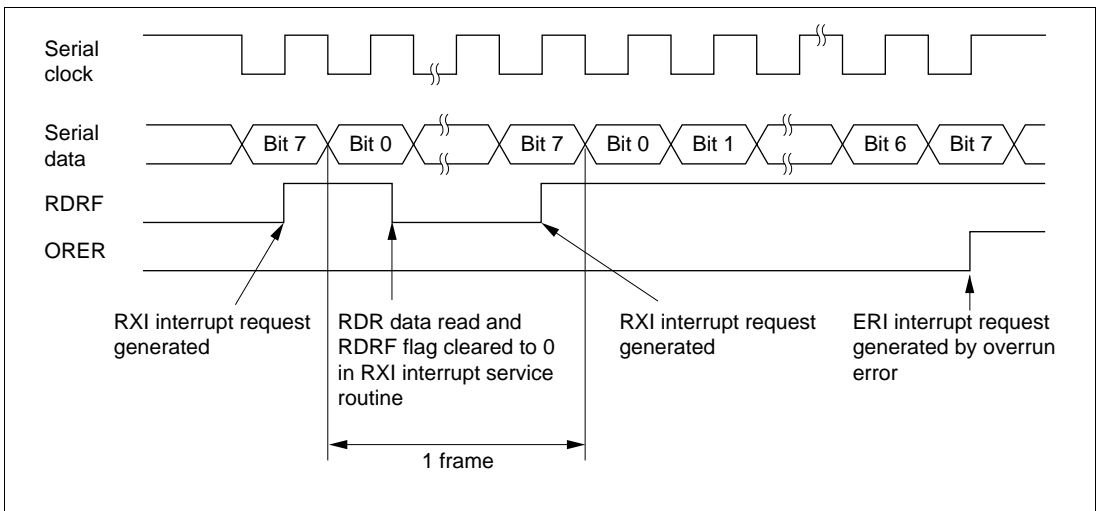 Serial
clock
Serial
data
Bit 7
Bit 0
Bit 7
Bit 0
Bit 1
Bit 6
Bit 7
RDRF
ORER
RXI interrupt request
generated
RDR data read and
RDRF flag cleared to 0
in RXI interrupt service
routine
RXI interrupt request
generated
ERI interrupt request
generated by overrun
error
1 frame